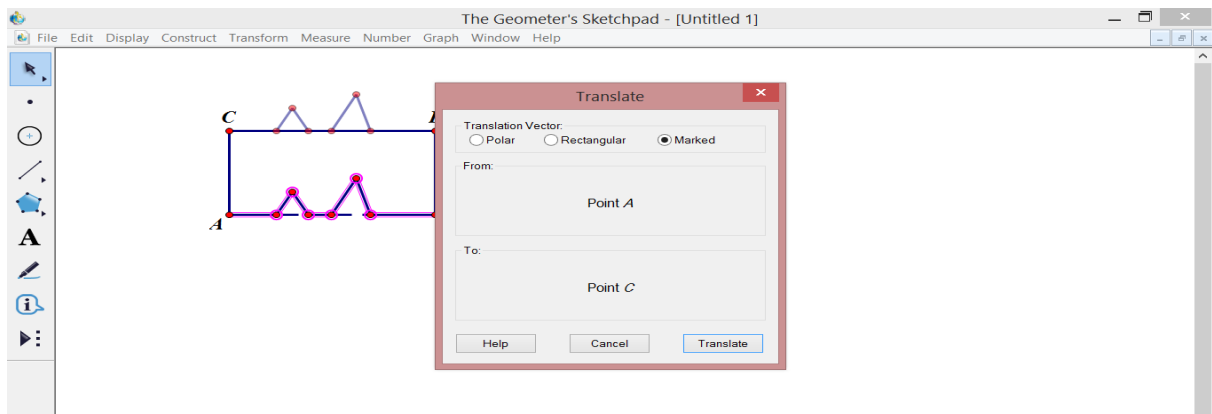 The Geometer's Sketchpad - [Untitled 1]
File Edit Display Construct Transform Measure Number Graph Window Help
Translate
C
Translation Vector:
Polar Rectangular Marked
From:
Point A
A
A
To:
Point C
Help Cancel Translate